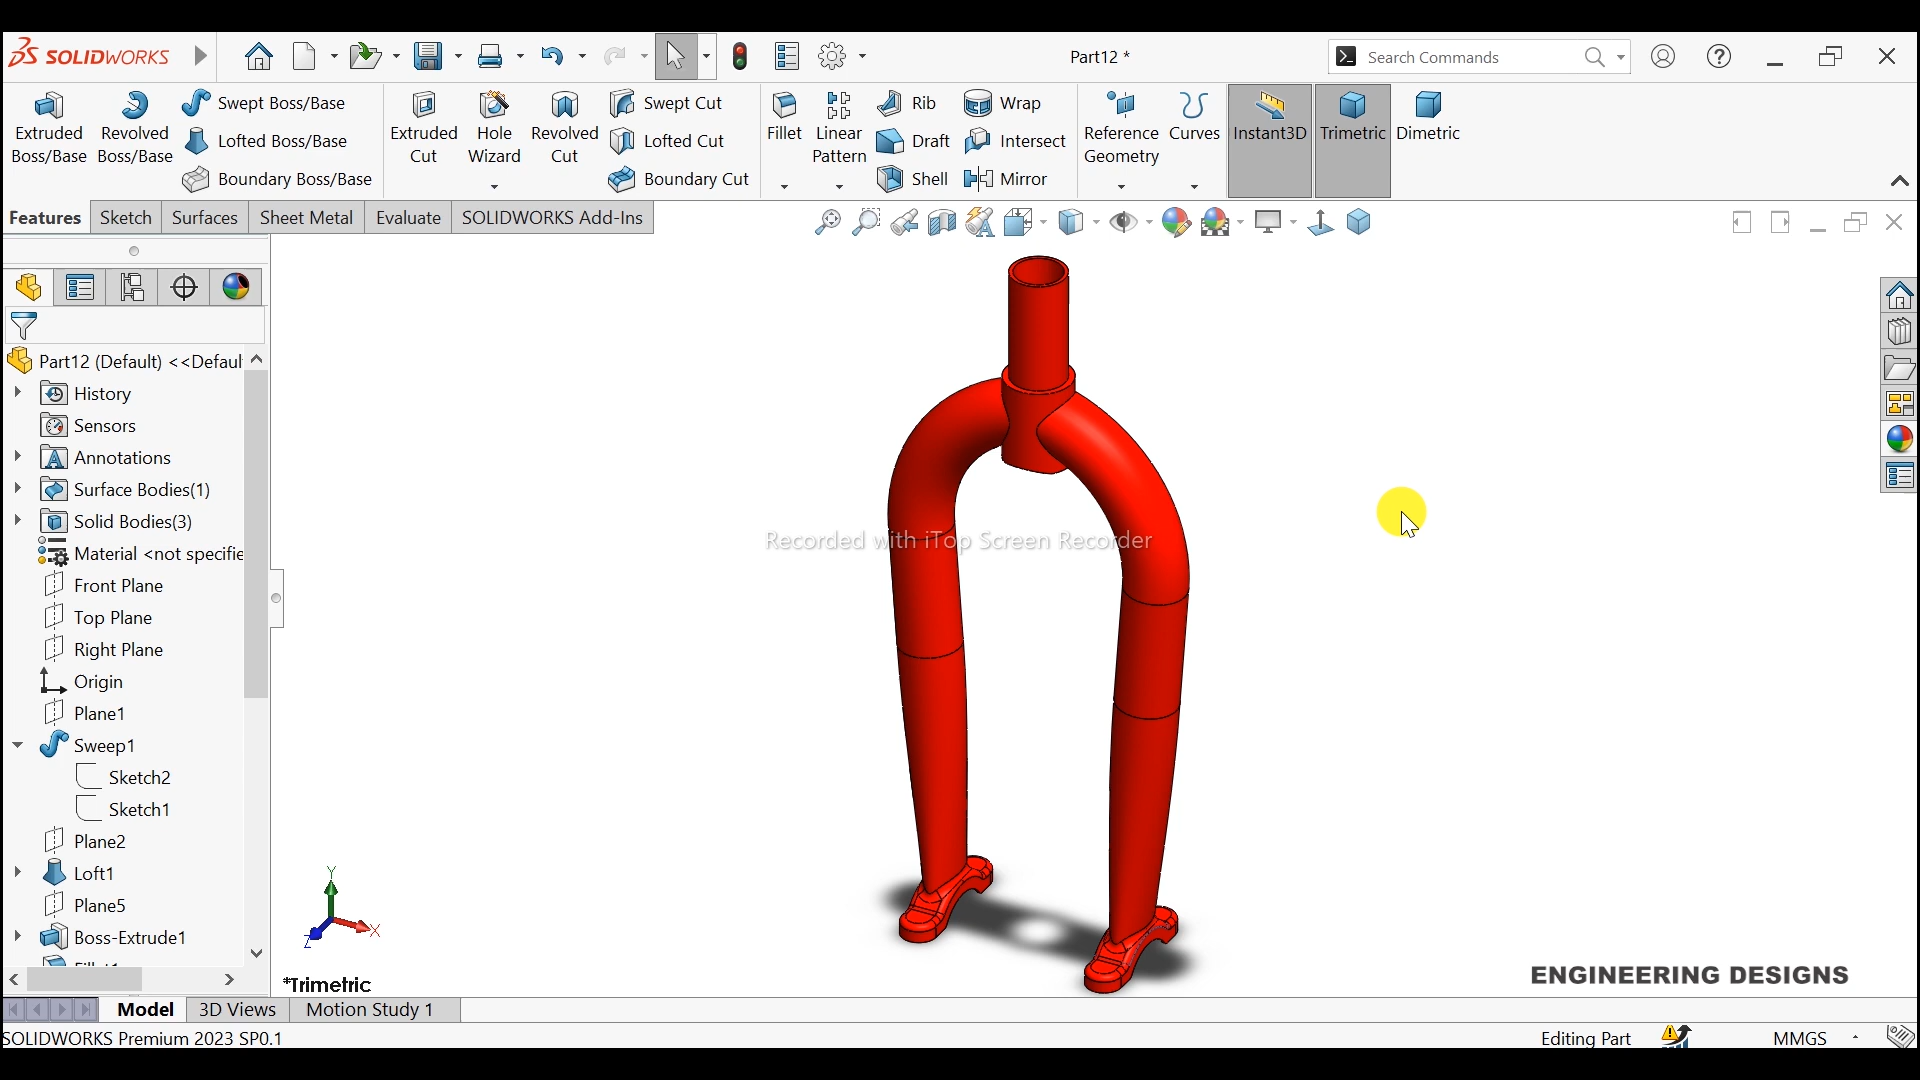 SOLIDWORKS
Part12 *
Search Commands
Extruded Boss/Base
Revolved Boss/Base
Swept Boss/Base
Lofted Boss/Base
Boundary Boss/Base
Extruded Cut
Hole Wizard
Revolved Cut
Swept Cut
Lofted Cut
Boundary Cut
Fillet
Linear Pattern
Rib
Draft
Shell
Wrap
Intersect
Mirror
Reference Geometry
Curves
Instant3D
Trimetric
Dimetric
Features
Sketch
Surfaces
Sheet Metal
Evaluate
SOLIDWORKS Add-Ins
Part12 (Default) <<Defaul
History
Sensors
Annotations
Surface Bodies(1)
Solid Bodies(3)
Material <not specifie
Front Plane
Top Plane
Right Plane
Origin
Plane1
Sweep1
Sketch2
Sketch1
Plane2
Loft1
Plane5
Boss-Extrude1
Recorded with iTop Screen Recorder
Y
X
Z
*Trimetric
ENGINEERING DESIGNS
Model
3D Views
Motion Study 1
SOLIDWORKS Premium 2023 SP0.1
Editing Part
MMGS